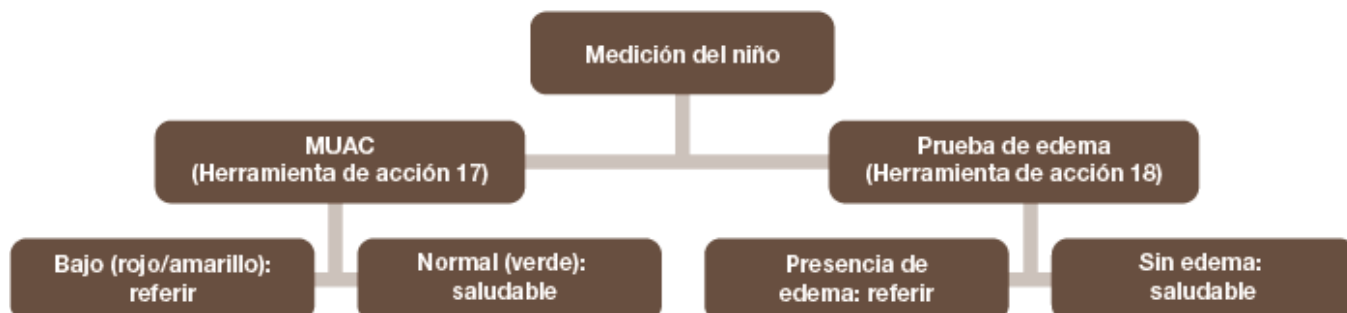 Medición del niño
MUAC
(Herramienta de acción 17)
Prueba de edema
(Herramienta de acción 18)
Bajo (rojo/amarillo):
referir
Normal (verde):
saludable
Presencia de
edema: referir
Sin edema:
saludable